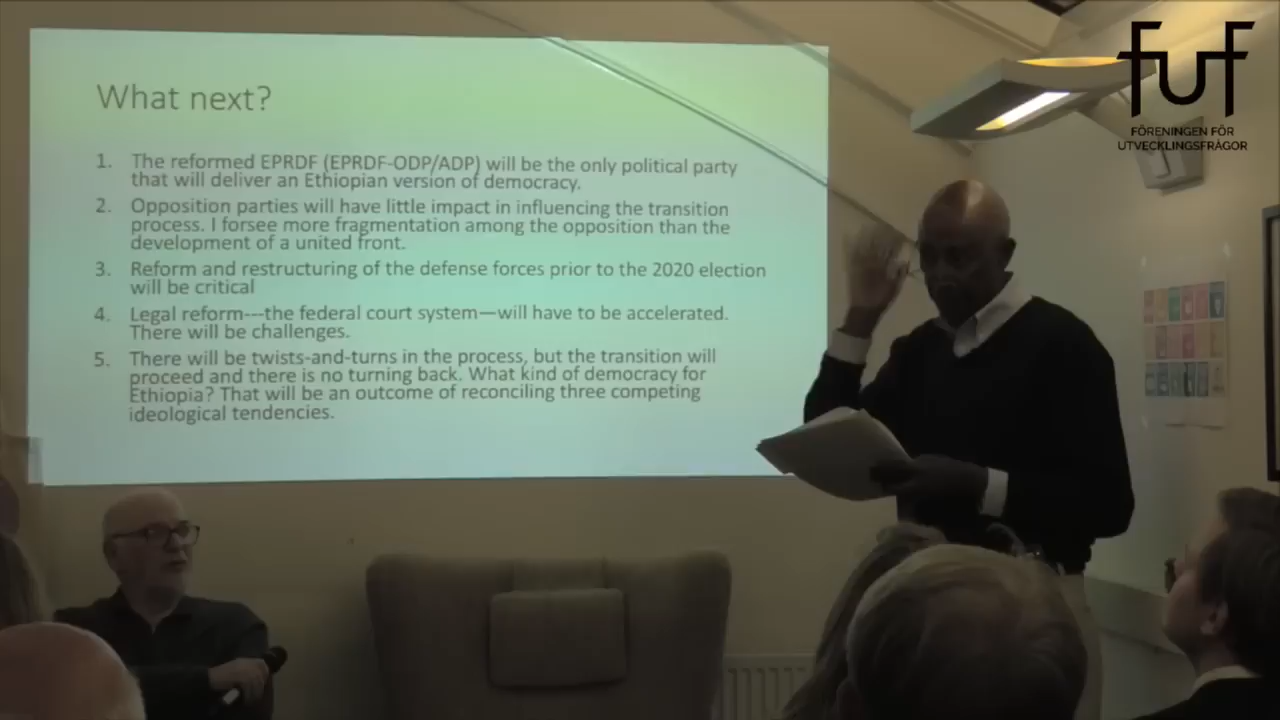 What next?
1. The reformed EPRDF (EPRDF-ODP/ADP) will be the only political party
that will deliver an Ethiopian version of democracy.
2. Opposition parties will have little impact in influencing the transition
process. I forsee more fragmentation among the opposition than the
development of a united front.
3. Reform and restructuring of the defense forces prior to the 2020 election
will be critical
4. Legal reform---the federal court system—will have to be accelerated.
There will be challenges.
5. There will be twists-and-turns in the process, but the transition will
proceed and there is no turning back. What kind of democracy for
Ethiopia? That will be an outcome of reconciling three competing
ideological tendencies.
fuf
FÖRENINGEN FÖR
UTVECKLINGSFRÅGOR